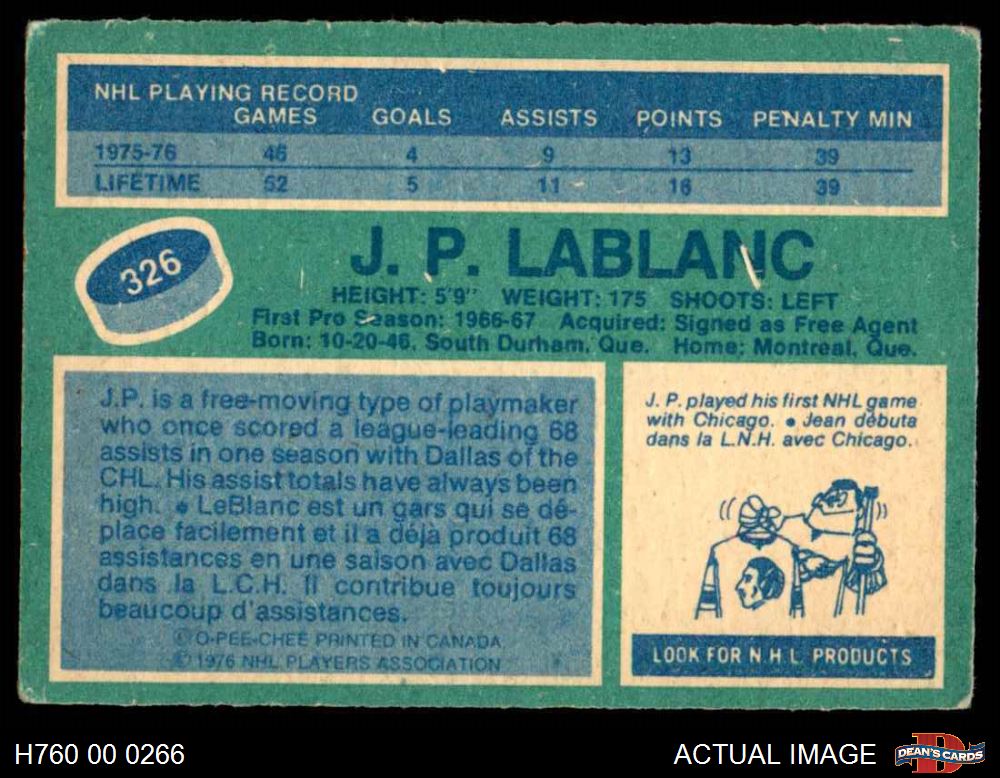 NHL PLAYING RECORD
GAMES GOALS ASSISTS POINTS PENALTY MIN
1975-76 46 4 9 13 39
LIFETIME 52 5 11 16 39
326
J. P. LABLANC
HEIGHT: 5'9" WEIGHT: 175 SHOOTS: LEFT
First Pro Season: 1966-67 Acquired: Signed as Free Agent
Born: 10-20-46. South Durham, Que. Home: Montreal, Que.
J.P. is a free-moving type of playmaker
who once scored a league-leading 68
assists in one season with Dallas of the
CHL. His assist totals have always been
high. • LeBlanc est un gars qui se dé-
place facilement et il a déjà produit 68
assistances en une saison avec Dallas
dans la L.C.H. Il contribue toujours
beaucoup d'assistances.
© O-PEE-CHEE PRINTED IN CANADA
© 1976 NHL PLAYERS ASSOCIATION
J. P. played his first NHL game
with Chicago. • Jean débuta
dans la L.N.H. avec Chicago.
LOOK FOR N.H.L. PRODUCTS
H760 00 0266
ACTUAL IMAGE
DEAN'S CARDS